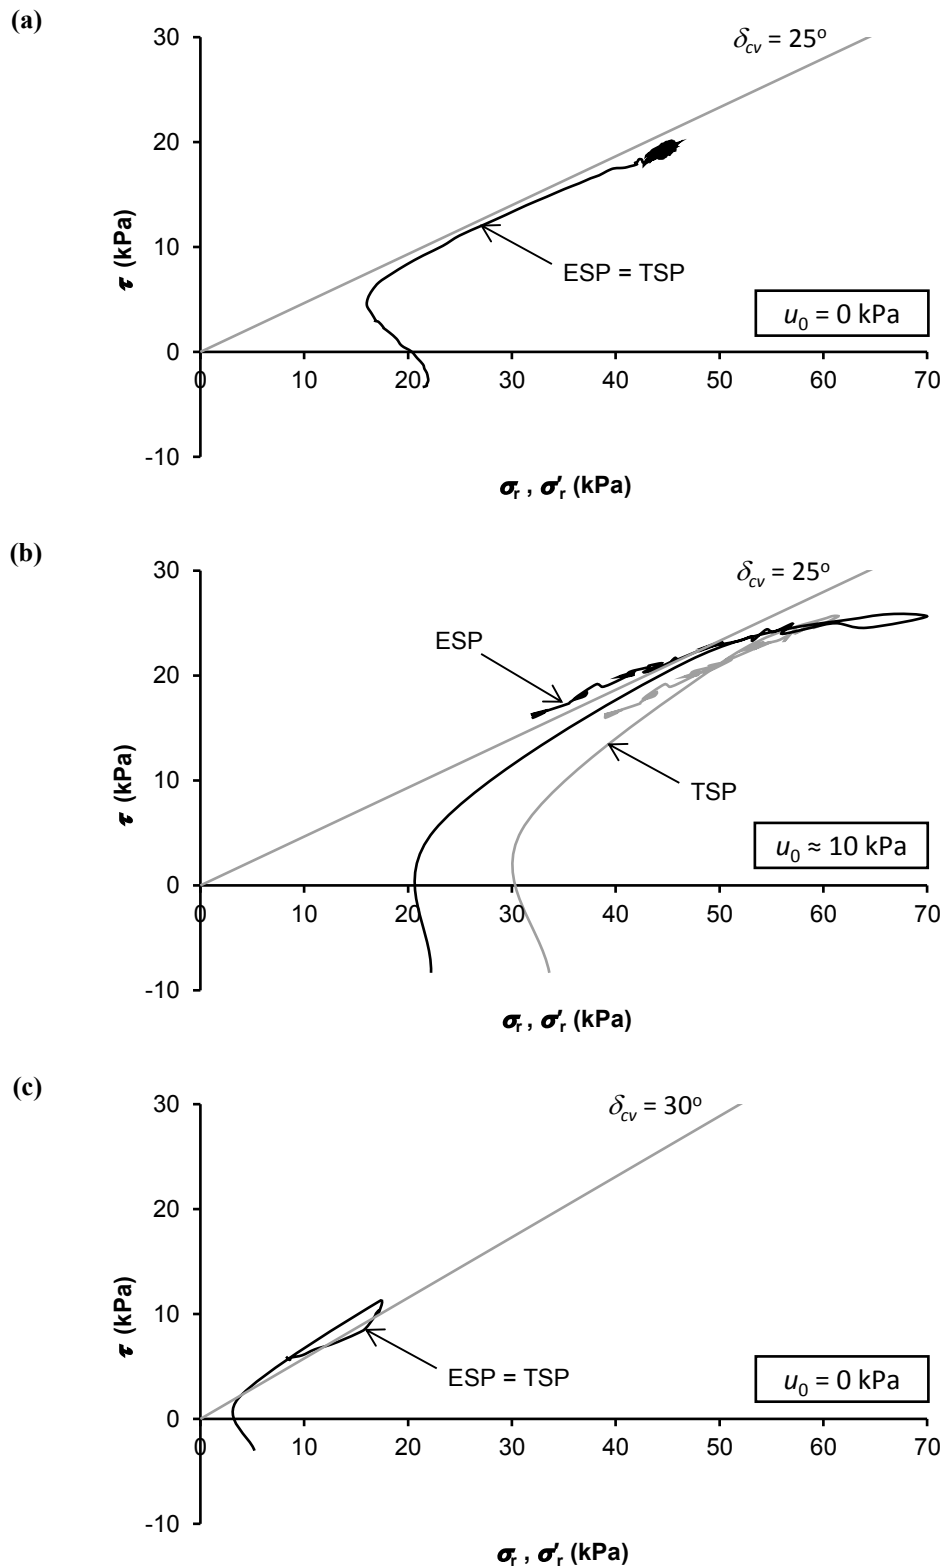 (a)
30
20
10
0
-10
τ (kPa)
δcv = 25º
ESP = TSP
u0 = 0 kPa
0 10 20 30 40 50 60 70
σr , σ′r (kPa)
(b)
30
20
10
0
-10
τ (kPa)
δcv = 25º
ESP
TSP
u0 ≈ 10 kPa
0 10 20 30 40 50 60 70
σr , σ′r (kPa)
(c)
30
20
10
0
-10
τ (kPa)
δcv = 30º
ESP = TSP
u0 = 0 kPa
0 10 20 30 40 50 60 70
σr , σ′r (kPa)